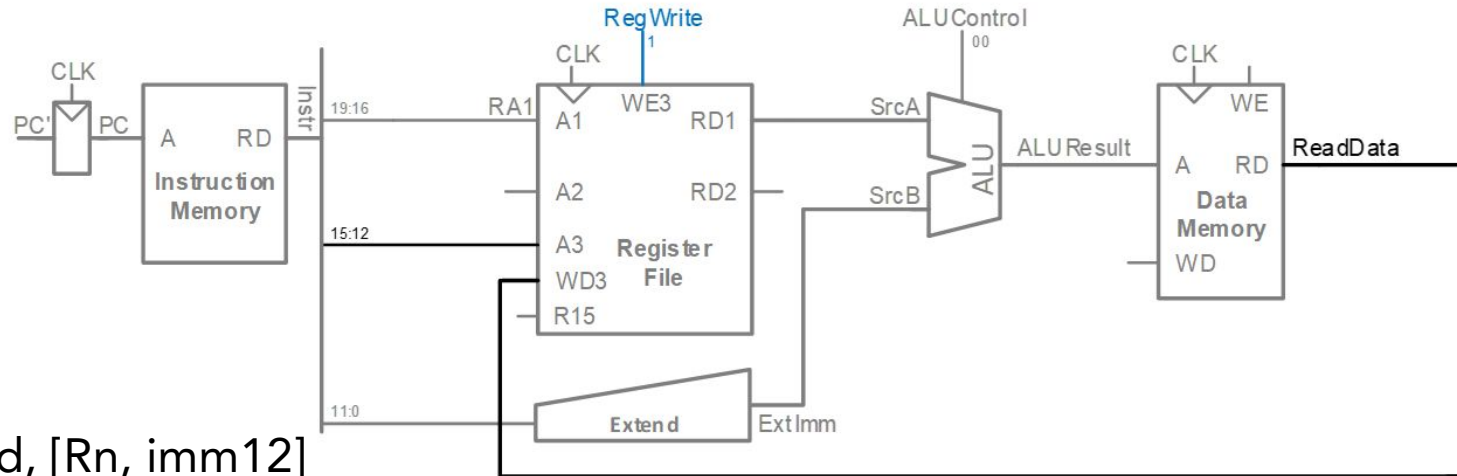 RegWrite
1
ALUControl
00
CLK
CLK
CLK
PC'
PC
A
RD
Instruction
Memory
Instr
19:16
RA1
A1
WE3
RD1
A2
RD2
15:12
A3
Register
File
WD3
R15
11:0
Extend
ExtImm
SrcA
SrcB
ALU
ALUResult
WE
A
RD
Data
Memory
WD
ReadData
d, [Rn, imm12]